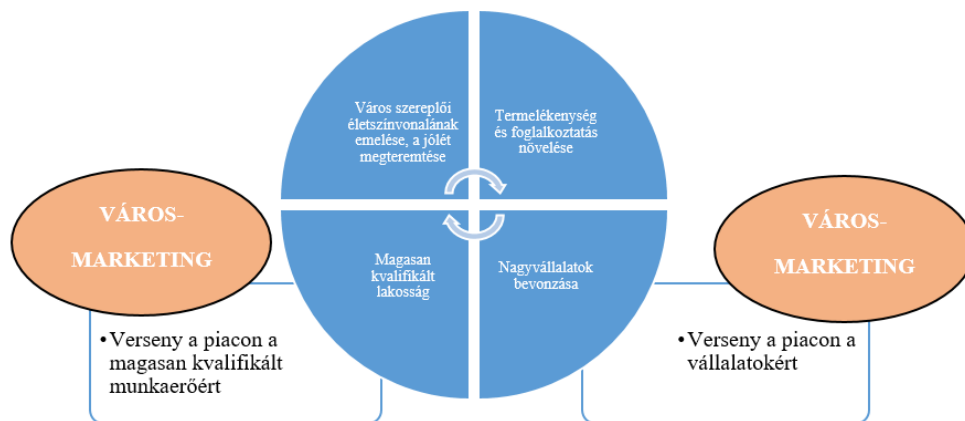 Város szereplői
életszínvonalának
emelése, a jólét
megteremtése
Termelékenység
és foglalkoztatás
növelése
VÁROS-
MARKETING
Magasan
kvalifikált
lakosság
Nagyvállalatok
bevonzása
VÁROS-
MARKETING
•Verseny a piacon a
magasan kvalifikált
munkaerőért
•Verseny a piacon a
vállalatokért